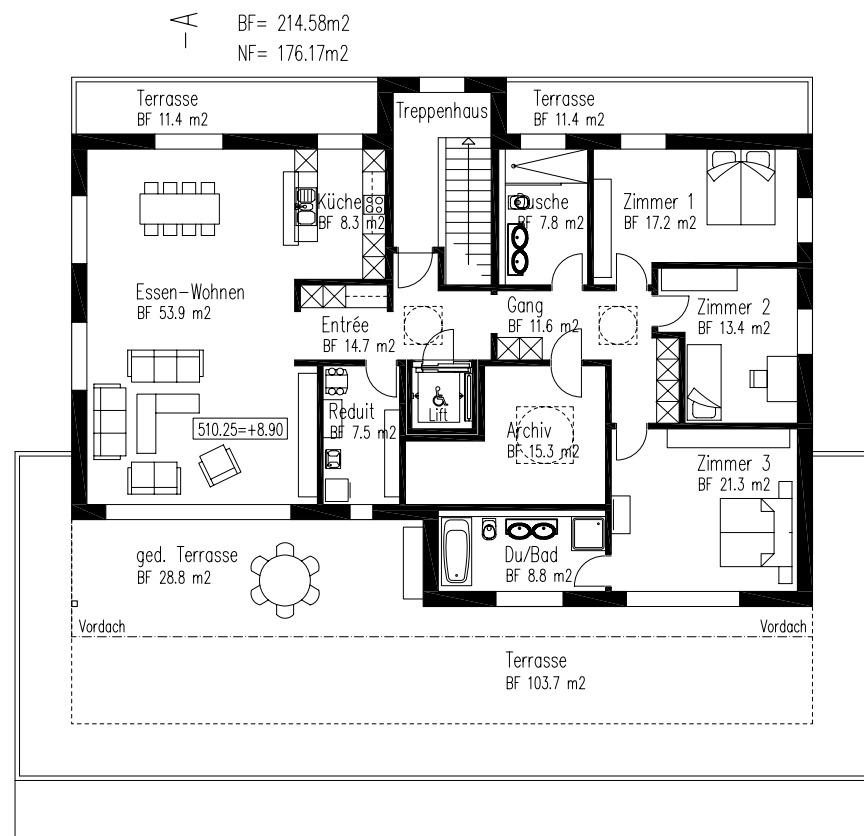 A
BF= 214.58m2
NF= 176.17m2
Terrasse
BF 11.4 m2
Treppenhaus
Terrasse
BF 11.4 m2
Küche
BF 8.3 m2
Dusche
BF 7.8 m2
Zimmer 1
BF 17.2 m2
Essen-Wohnen
BF 53.9 m2
Entrée
BF 14.7 m2
Gang
BF 11.6 m2
Zimmer 2
BF 13.4 m2
Reduit
BF 7.5 m2
Lift
510.25=+8.90
Archiv
BF 15.3 m2
Zimmer 3
BF 21.3 m2
ged. Terrasse
BF 28.8 m2
Du/Bad
BF 8.8 m2
Vordach
Vordach
Terrasse
BF 103.7 m2